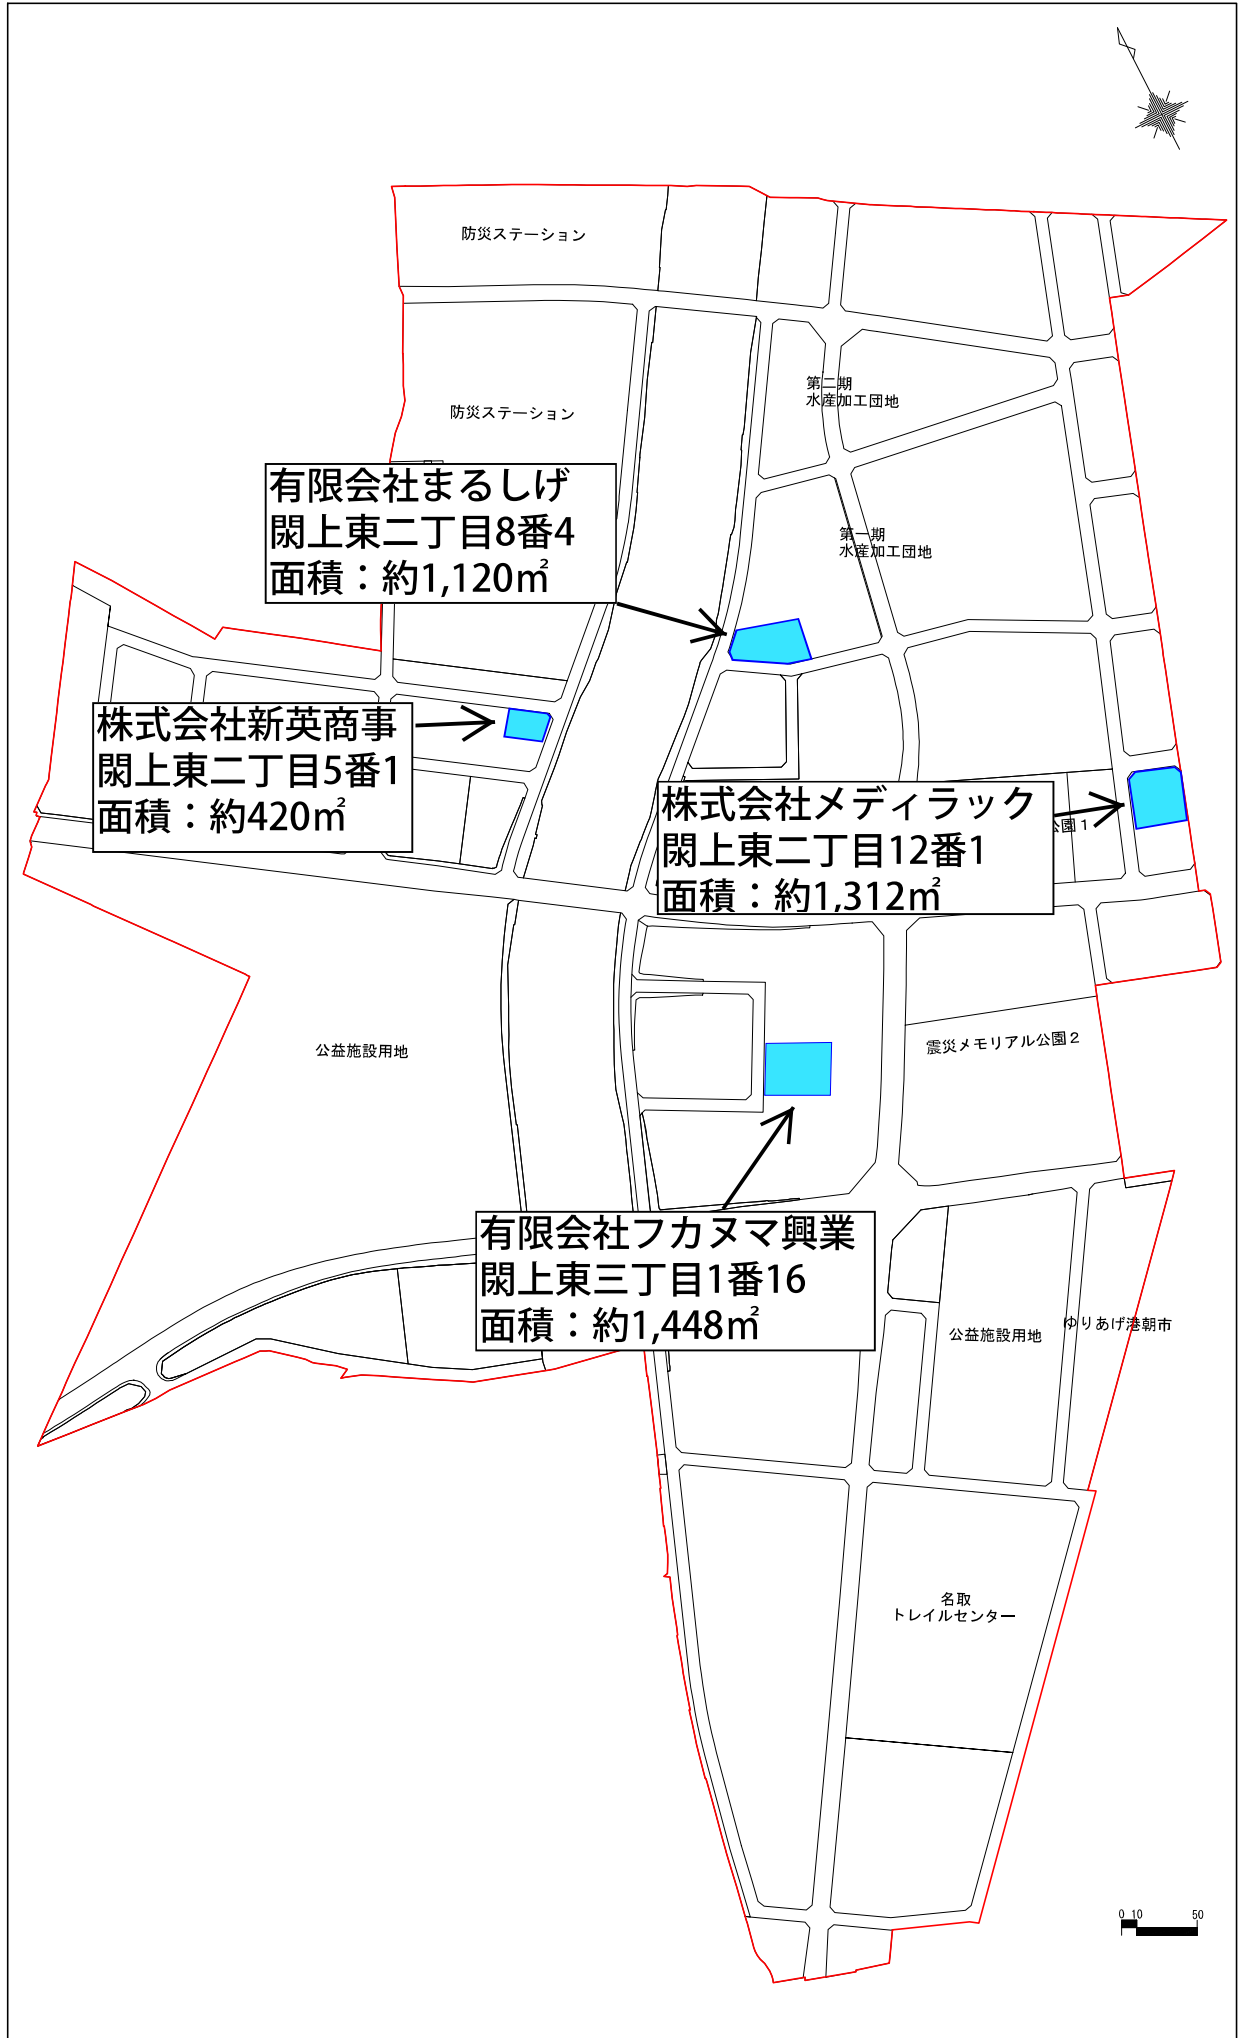 防災ステーション
防災ステーション
第二期
水産加工団地
有限会社まるしげ
閖上東二丁目8番4
面積：約1,120㎡
第一期
水産加工団地
株式会社新英商事
閖上東二丁目5番1
面積：約420㎡
株式会社メディラック
閖上東二丁目12番1
面積：約1,312㎡
公園１
公益施設用地
震災メモリアル公園２
有限会社フカヌマ興業
閖上東三丁目1番16
面積：約1,448㎡
公益施設用地
ゆりあげ港朝市
名取
トレイルセンター
0 10 50